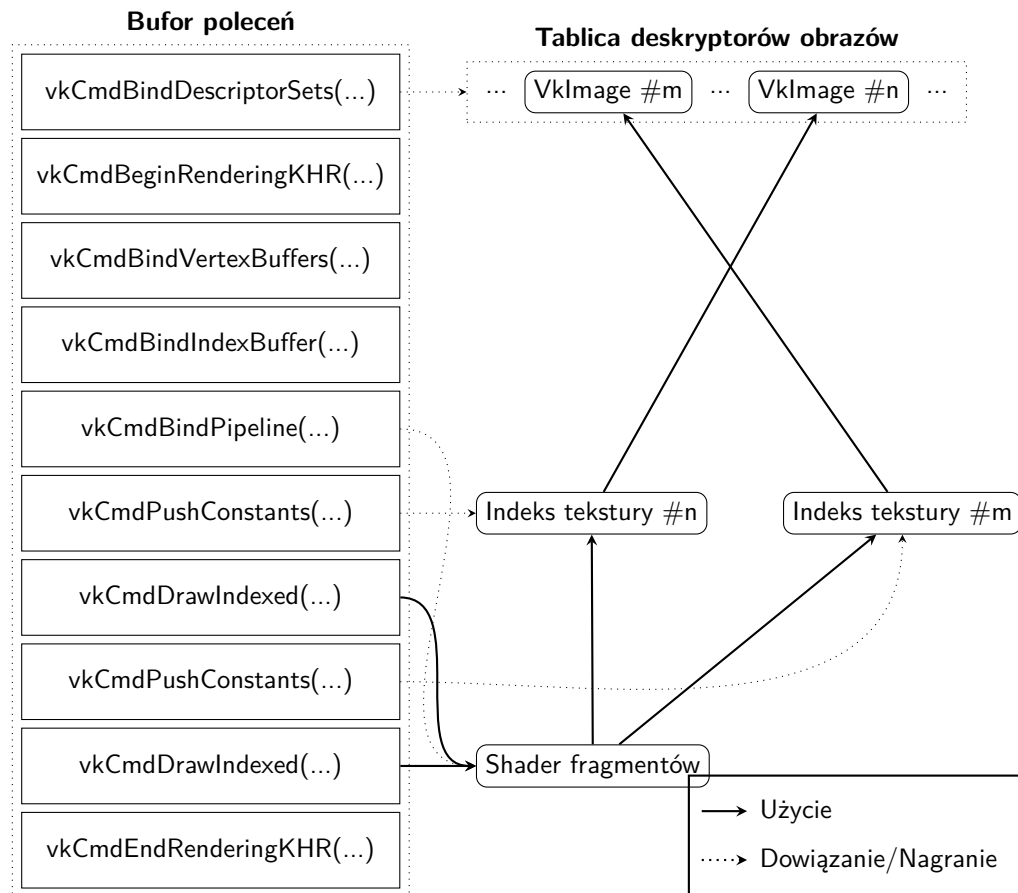 Bufor poleceń
vkCmdBindDescriptorSets(...)
vkCmdBeginRenderingKHR(...)
vkCmdBindVertexBuffers(...)
vkCmdBindIndexBuffer(...)
vkCmdBindPipeline(...)
vkCmdPushConstants(...)
vkCmdDrawIndexed(...)
vkCmdPushConstants(...)
vkCmdDrawIndexed(...)
vkCmdEndRenderingKHR(...)
Tablica deskryptorów obrazów
... VkImage #m ... VkImage #n ...
Indeks tekstury #n
Indeks tekstury #m
Shader fragmentów
Użycie
Dowiązanie/Nagranie